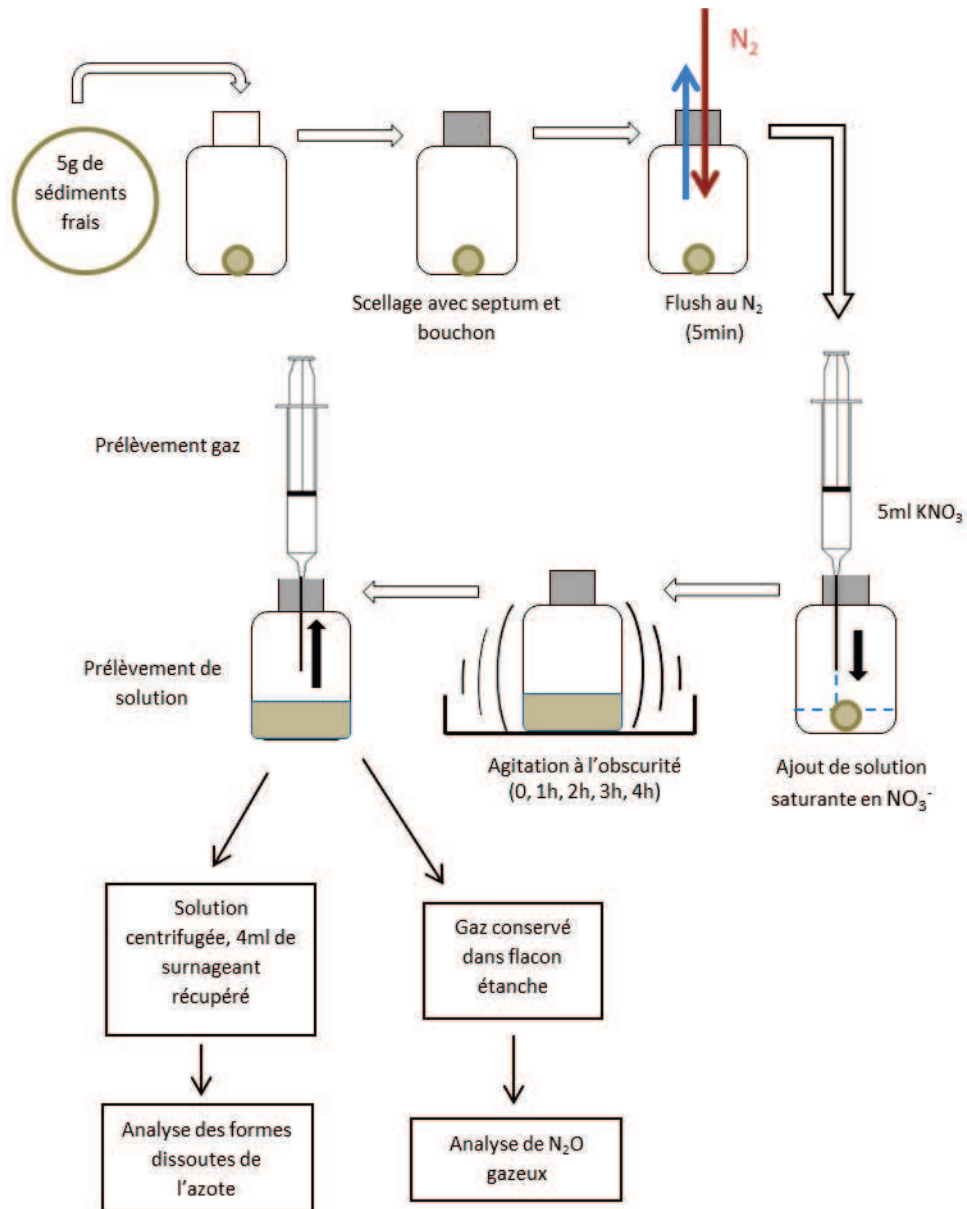 N₂
5g de
sédiments
frais
Scellage avec septum et
bouchon
Flush au N₂
(5min)
Prélèvement gaz
5ml KNO₃
Prélèvement de
solution
Agitation à l'obscurité
(0, 1h, 2h, 3h, 4h)
Ajout de solution
saturante en NO₃⁻
Solution
centrifugée, 4ml de
surnageant
récupéré
Gaz conservé
dans flacon
étanche
Analyse des formes
dissoutes de
l'azote
Analyse de N₂O
gazeux